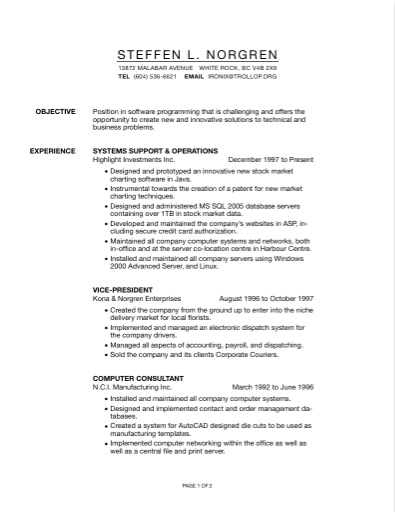 STEFFEN L. NORGREN
13872 MALABAR AVENUE WHITE ROCK, BC V4B 2X9
TEL (604) 536-6621 EMAIL IRONIX@TROLLOP.ORG
OBJECTIVE
Position in software programming that is challenging and offers the
opportunity to create new and innovative solutions to technical and
business problems.
EXPERIENCE
SYSTEMS SUPPORT & OPERATIONS
Highlight Investments Inc. December 1997 to Present
• Designed and prototyped an innovative new stock market
charting software in Java.
• Instrumental towards the creation of a patent for new market
charting techniques.
• Designed and administered MS SQL 2005 database servers
containing over 1TB in stock market data.
• Developed and maintained the company's websites in ASP, in-
cluding secure credit card authorization.
• Maintained all company computer systems and networks, both
in-office and at the server co-location centre in Harbour Centre.
• Installed and maintained all company servers using Windows
2000 Advanced Server, and Linux.
VICE-PRESIDENT
Kona & Norgren Enterprises August 1996 to October 1997
• Created the company from the ground up to enter into the niche
delivery market for local florists.
• Implemented and managed an electronic dispatch system for
the company drivers.
• Managed all aspects of accounting, payroll, and dispatching.
• Sold the company and its clients Corporate Couriers.
COMPUTER CONSULTANT
N.C.I. Manufacturing Inc. March 1992 to June 1996
• Installed and maintained all company computer systems.
• Designed and implemented contact and order management da-
tabases.
• Created a system for AutoCAD designed die cuts to be used as
manufacturing templates.
• Implemented computer networking within the office as well as
well as a central file and print server.
PAGE 1 OF 2